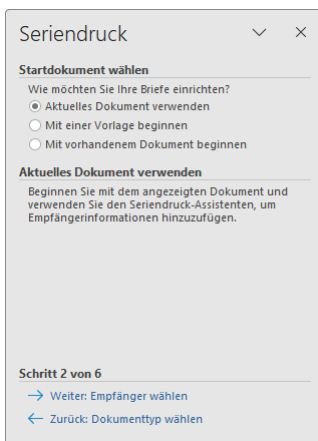 Seriendruck
Startdokument wählen
Wie möchten Sie Ihre Briefe einrichten?
Aktuelles Dokument verwenden
Mit einer Vorlage beginnen
Mit vorhandenem Dokument beginnen
Aktuelles Dokument verwenden
Beginnen Sie mit dem angezeigten Dokument und
verwenden Sie den Seriendruck-Assistenten, um
Empfängerinformationen hinzuzufügen.
Schritt 2 von 6
Weiter: Empfänger wählen
Zurück: Dokumenttyp wählen